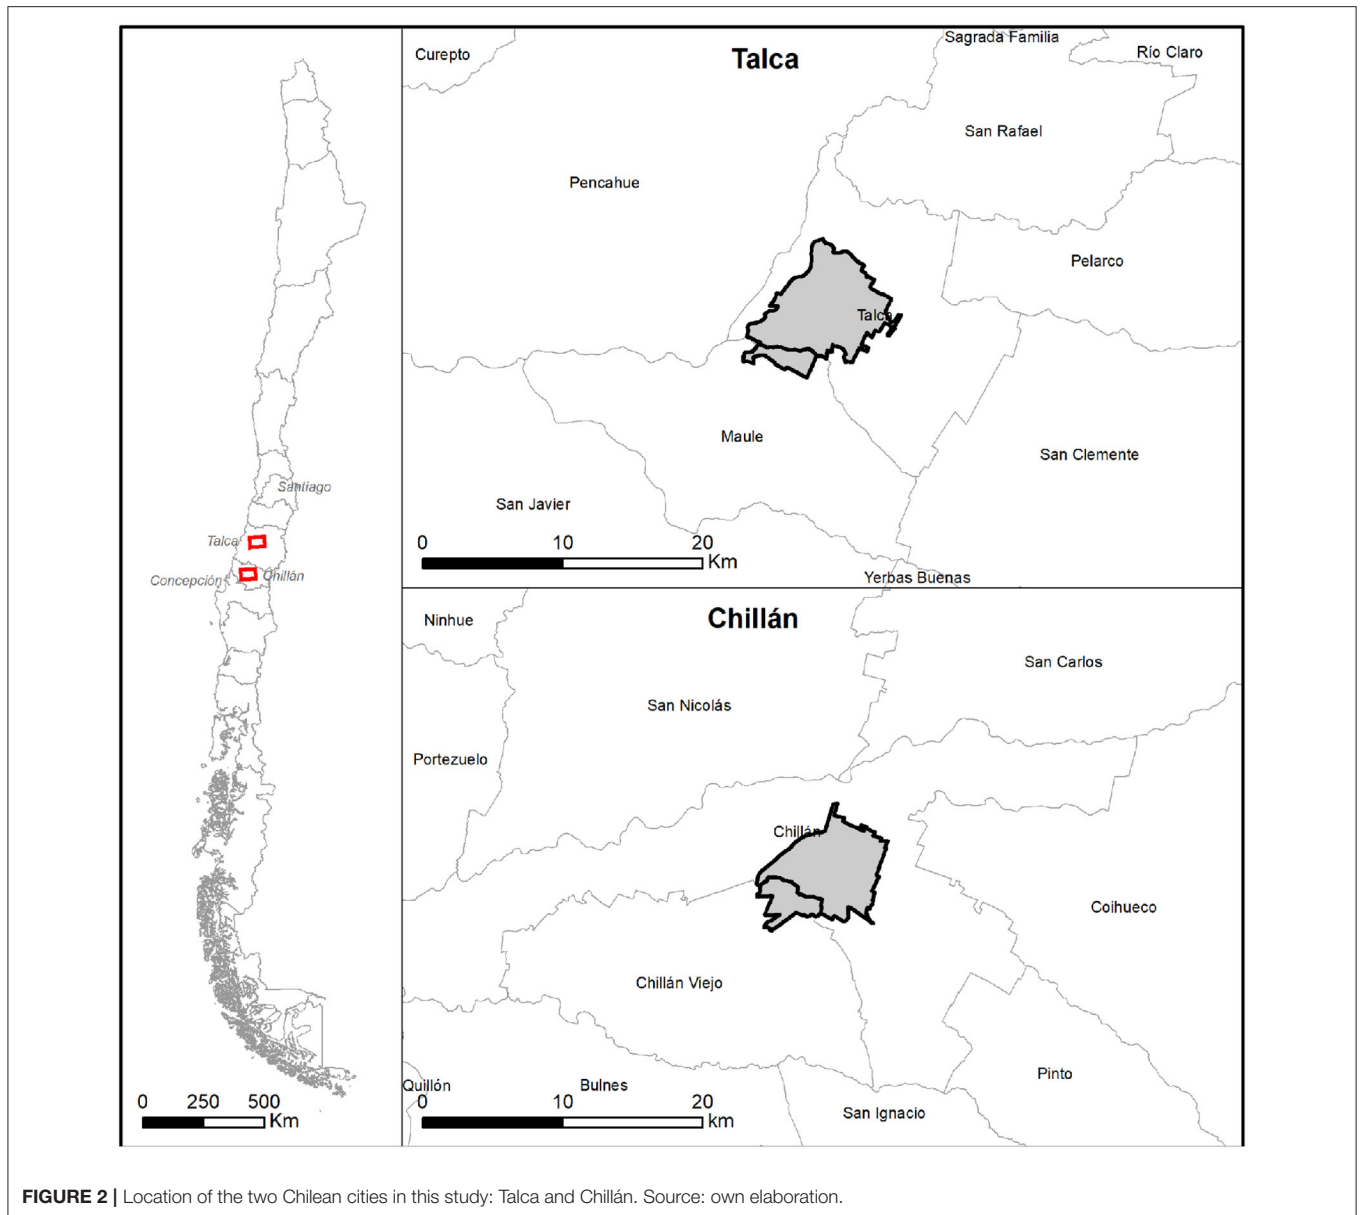 Santiago
Talca
Concepción
Chillán
0 250 500
Km
Talca
Curepto
Sagrada Familia
Río Claro
San Rafael
Pencahue
Pelarco
Talca
Maule
San Clemente
San Javier
0 10 20
Km
Yerbas Buenas
Chillán
Ninhue
San Carlos
San Nicolás
Portezuelo
Chillán
Coihueco
Chillán Viejo
Pinto
Quillón
Bulnes
San Ignacio
0 10 20
km
FIGURE 2 | Location of the two Chilean cities in this study: Talca and Chillán. Source: own elaboration.